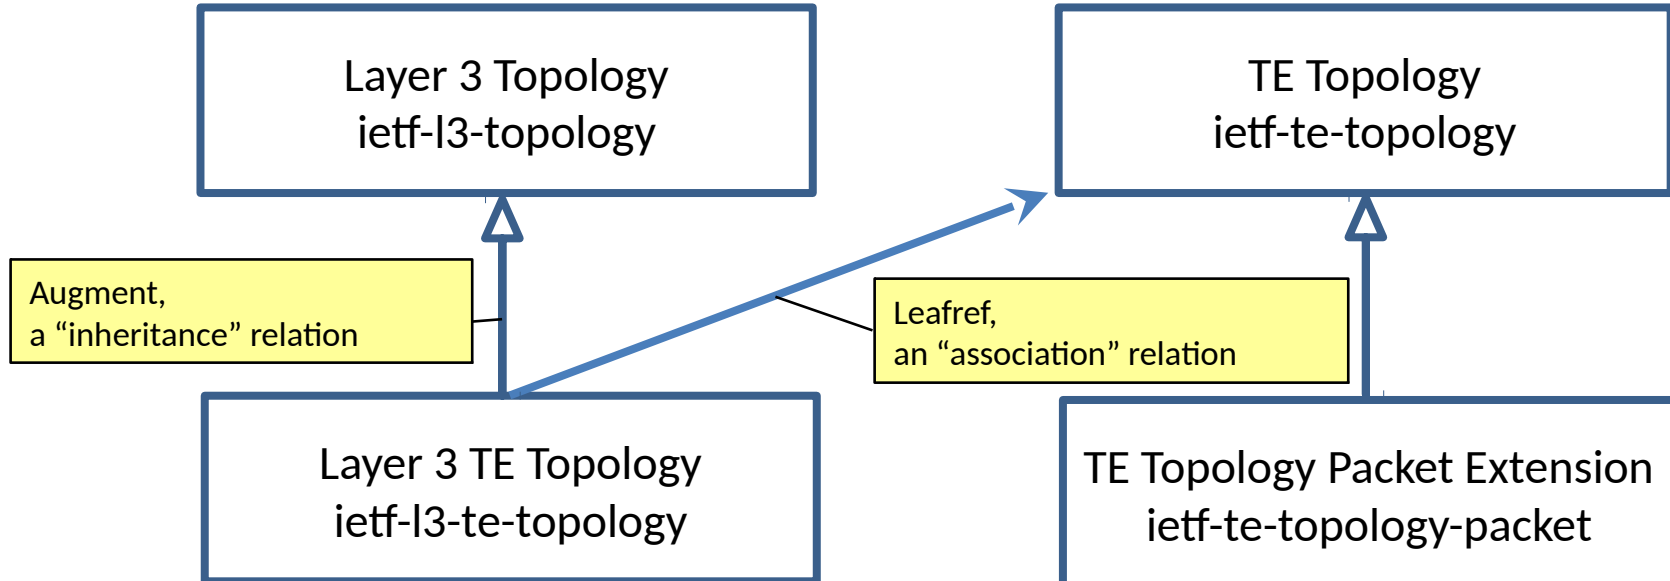 Layer 3 Topology
ietf-l3-topology
TE Topology
ietf-te-topology
Augment,
a “inheritance” relation
Leafref,
an “association” relation
Layer 3 TE Topology
ietf-l3-te-topology
TE Topology Packet Extension
ietf-te-topology-packet